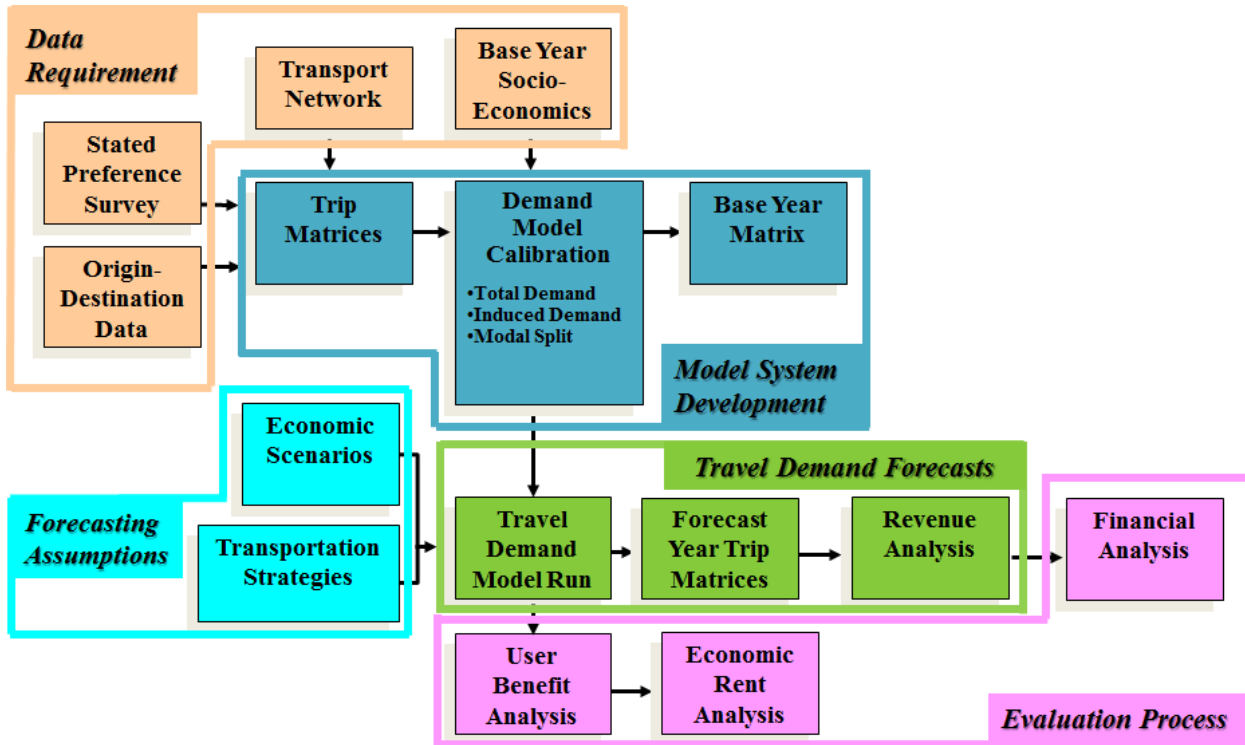 Data
Requirement
Transport
Network
Base Year
Socio-
Economics
Stated
Preference
Survey
Origin-
Destination
Data
Trip
Matrices
Demand
Model
Calibration
•Total Demand
•Induced Demand
•Modal Split
Base Year
Matrix
Model System
Development
Economic
Scenarios
Forecasting
Assumptions
Transportation
Strategies
Travel Demand Forecasts
Travel
Demand
Model Run
Forecast
Year Trip
Matrices
Revenue
Analysis
Financial
Analysis
User
Benefit
Analysis
Economic
Rent
Analysis
Evaluation Process